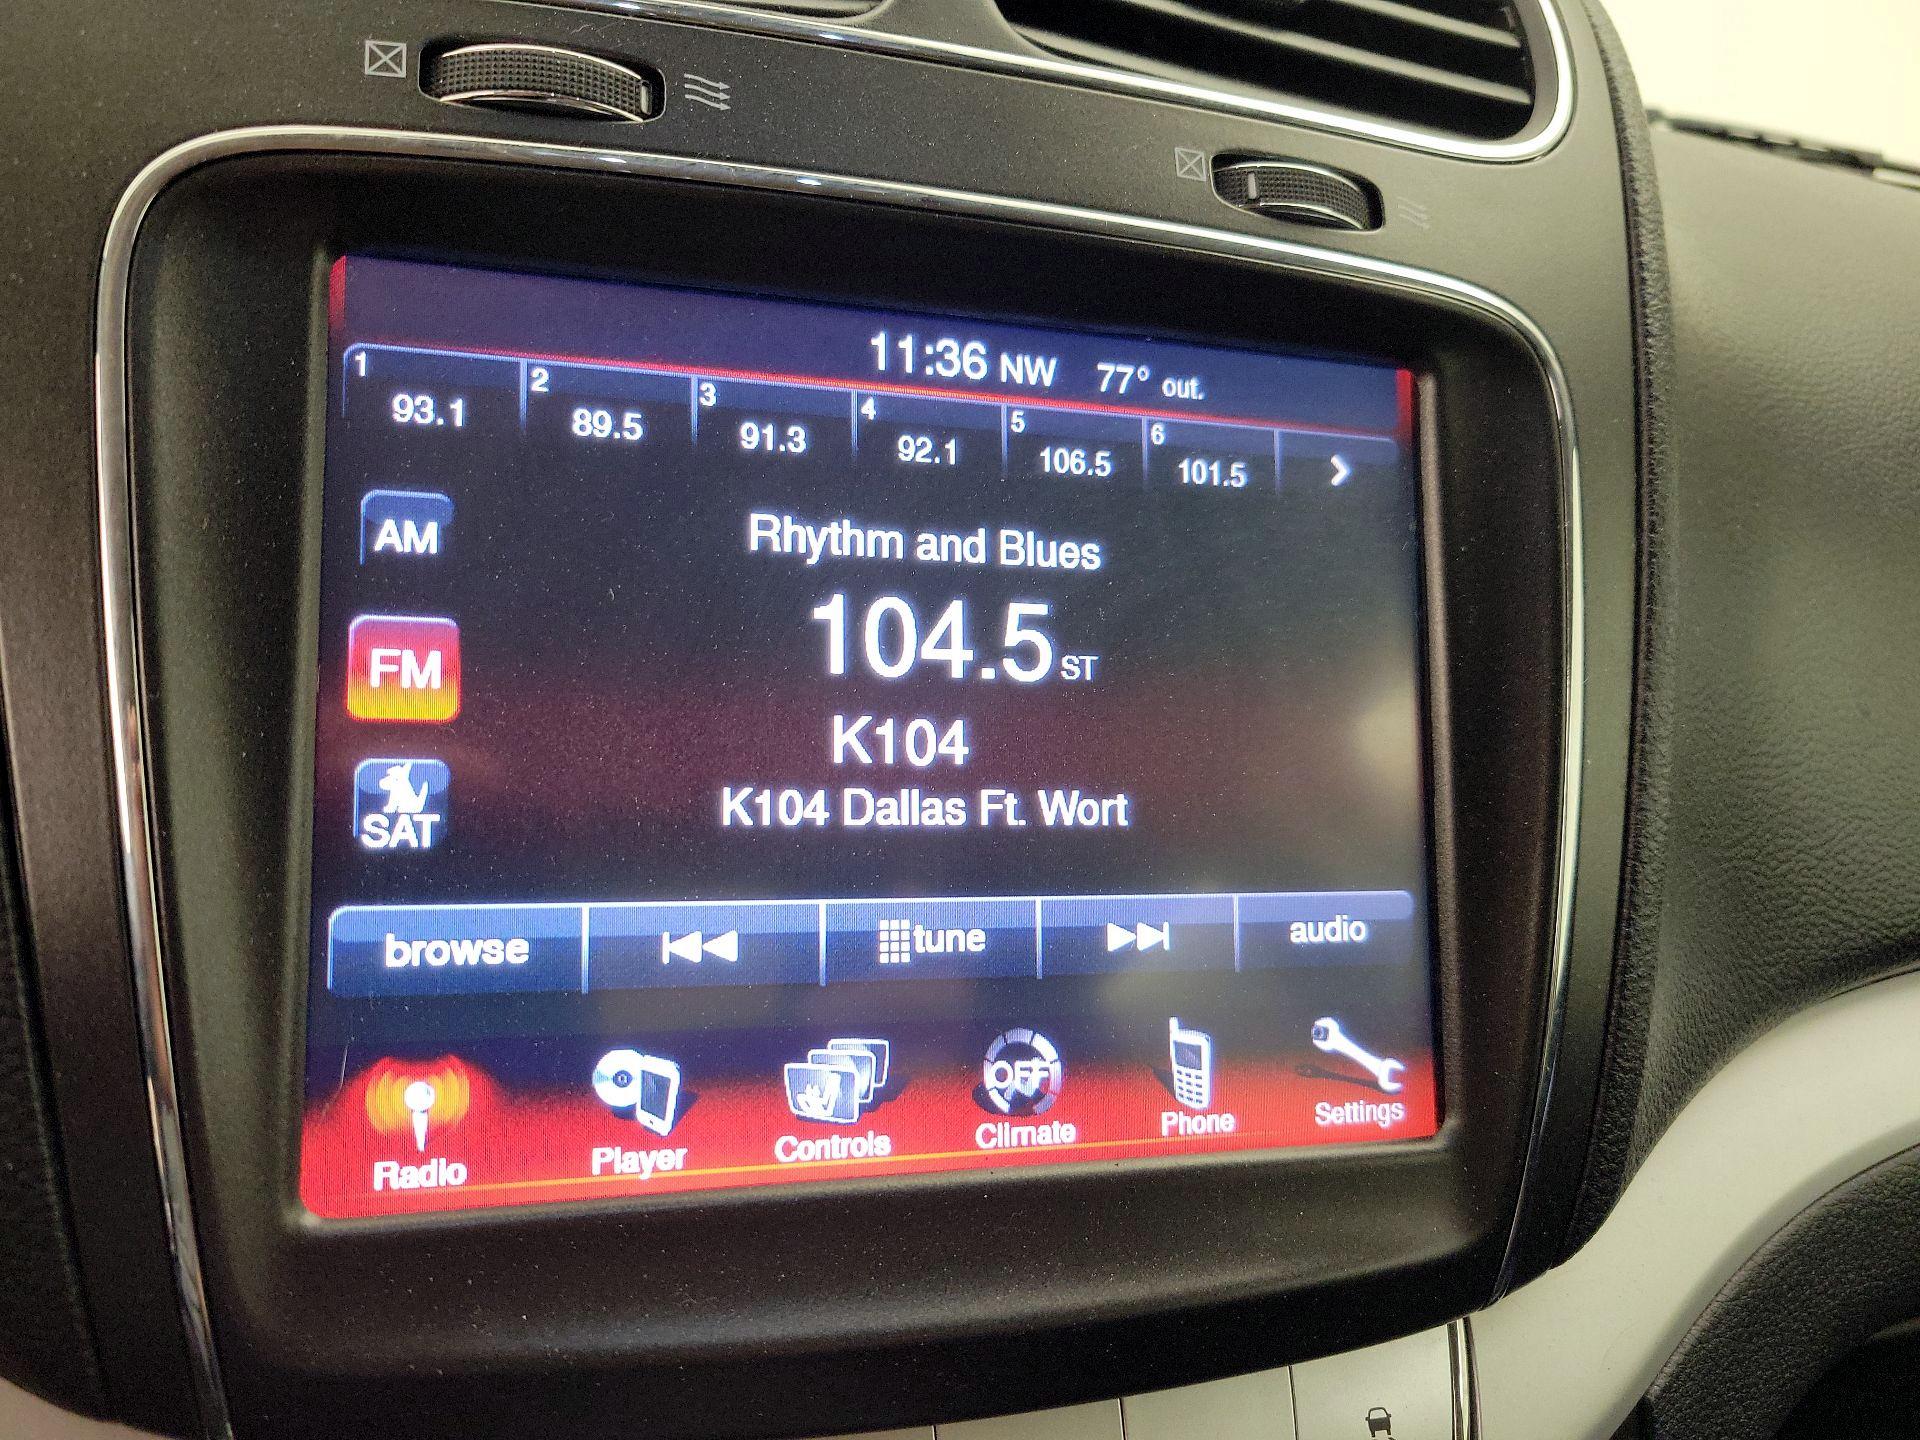 11:36 NW 77° out.
1 2 3 4 5 6
93.1 89.5 91.3 92.1 106.5 101.5
AM
Rhythm and Blues
104.5 ST
FM
K104
SAT
K104 Dallas Ft. Wort
browse tune audio
OFF
Radio Player Controls Climate Phone Settings